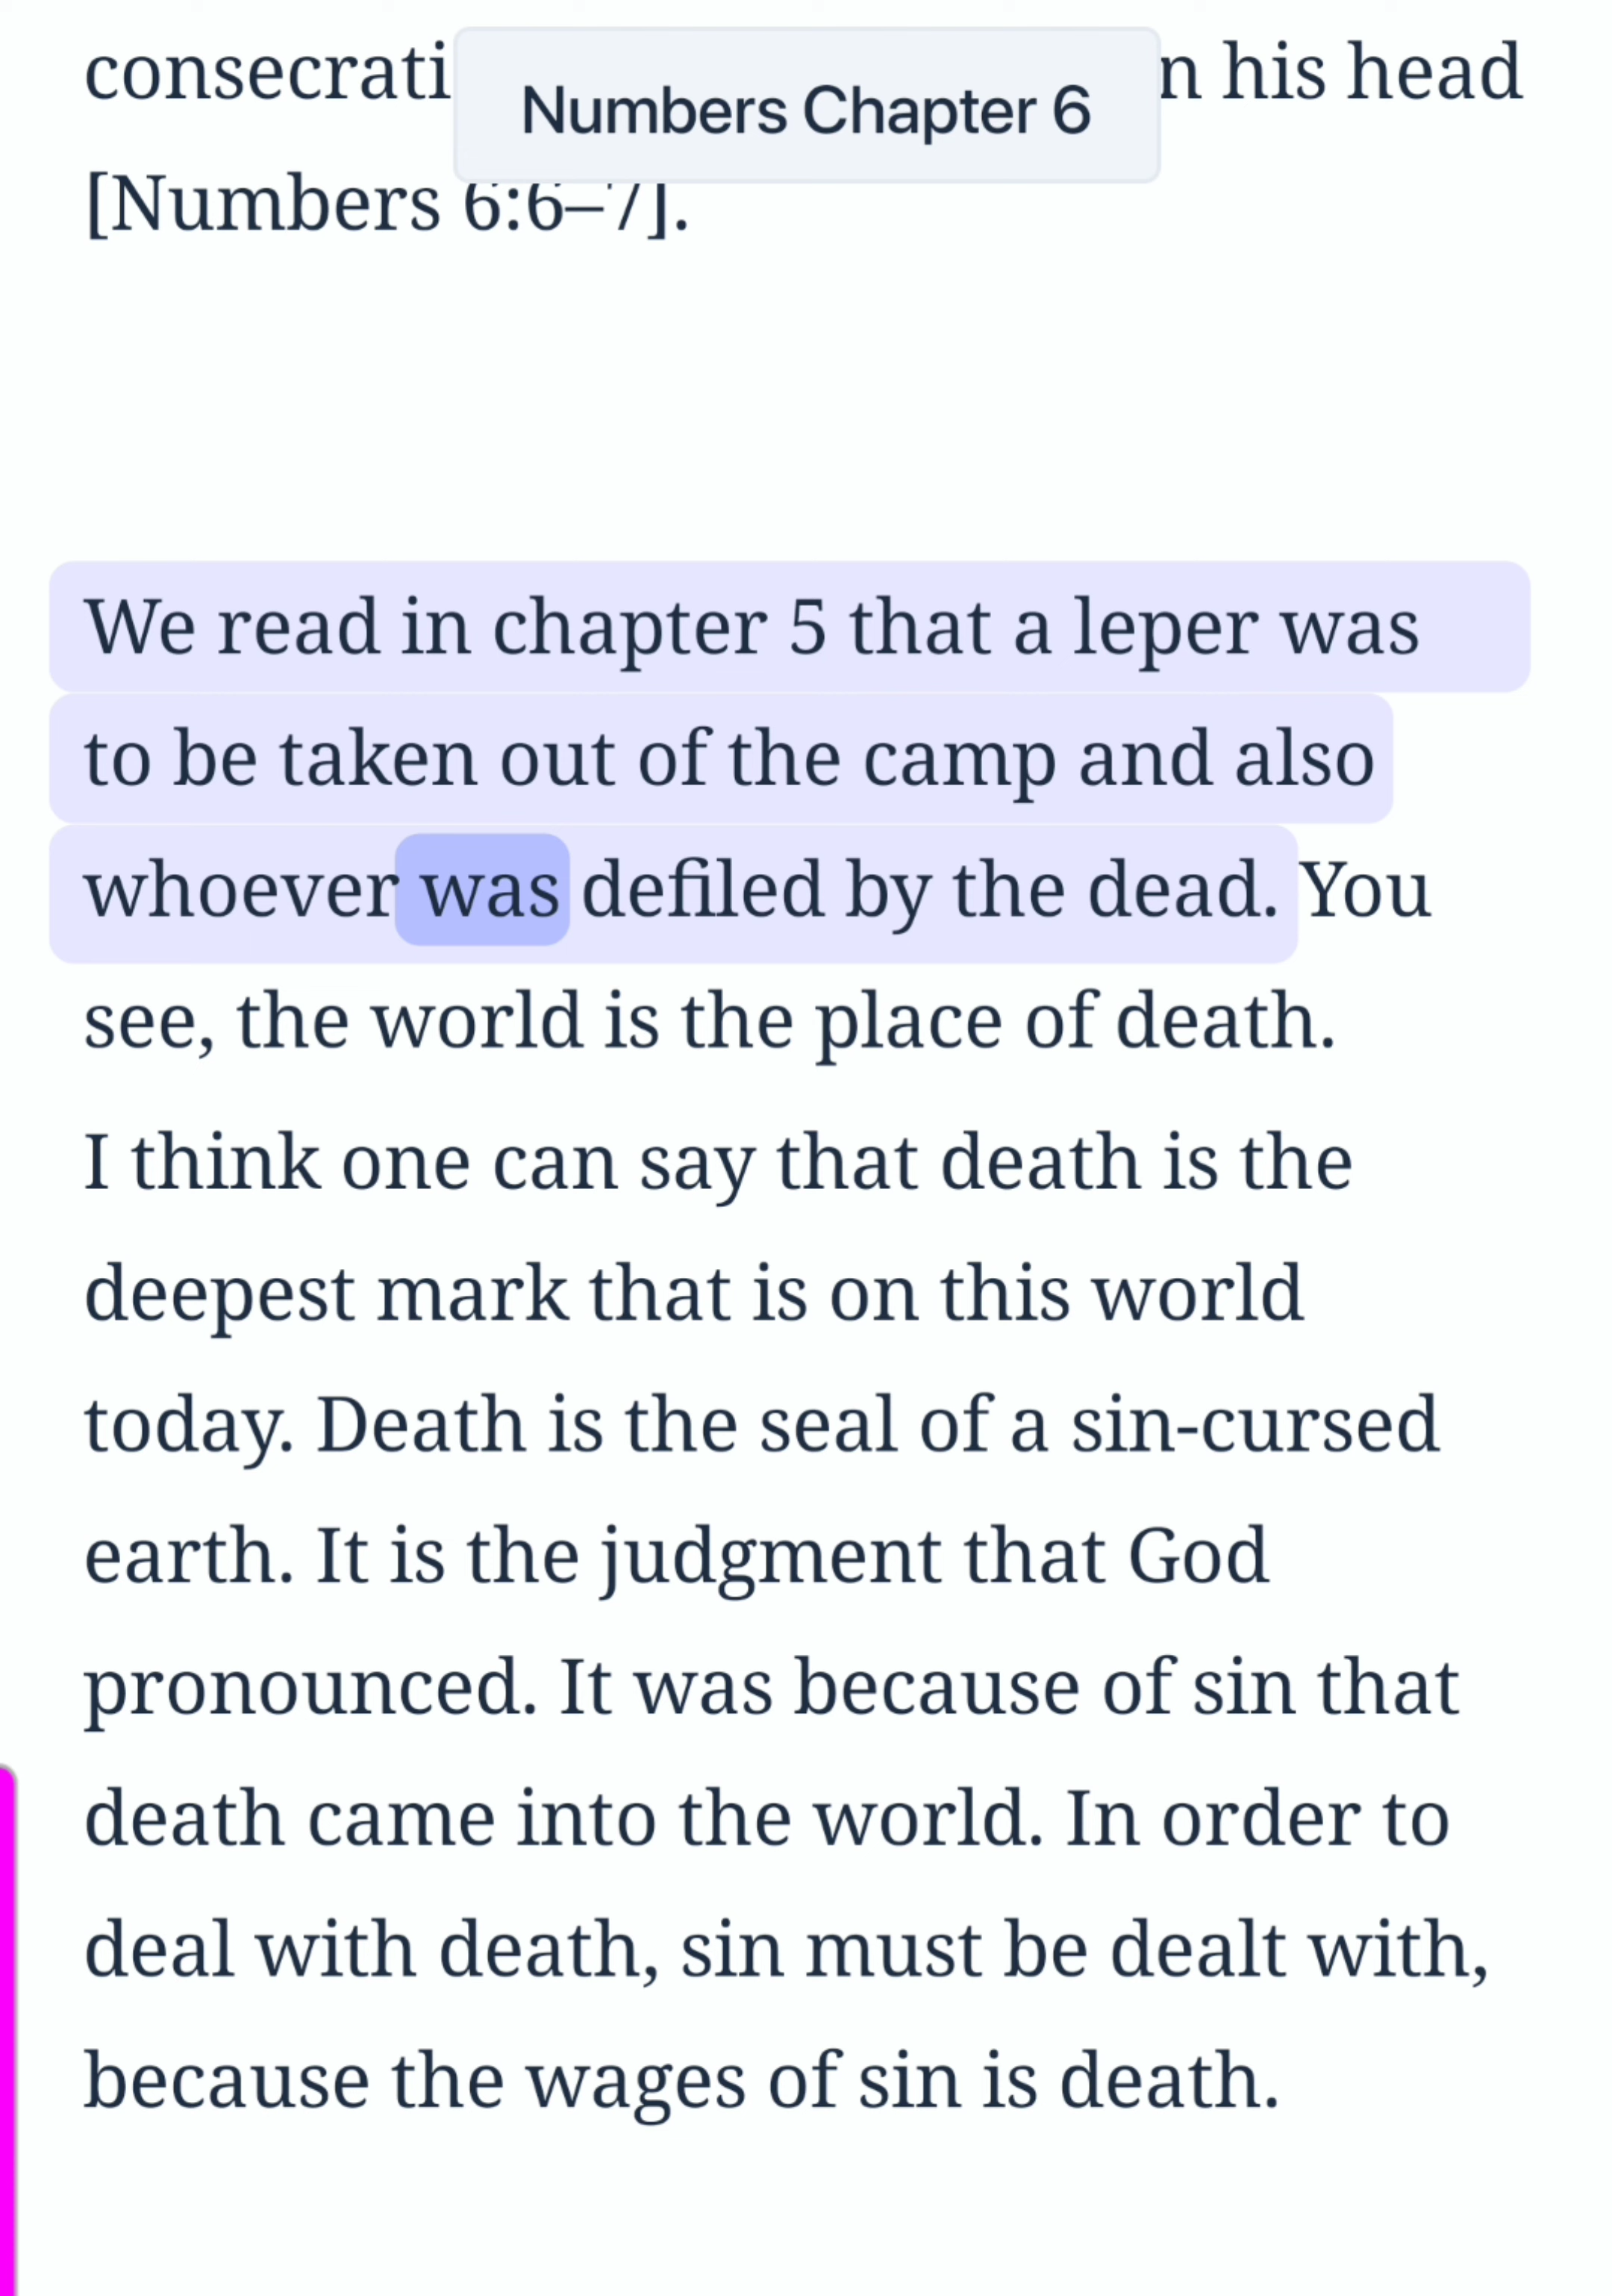 Numbers Chapter 6
his head
[Numbers 6:6–7].
We read in chapter 5 that a leper was
to be taken out of the camp and also
whoever was defiled by the dead. You
see, the world is the place of death.
I think one can say that death is the
deepest mark that is on this world
today. Death is the seal of a sin-cursed
earth. It is the judgment that God
pronounced. It was because of sin that
death came into the world. In order to
deal with death, sin must be dealt with,
because the wages of sin is death.